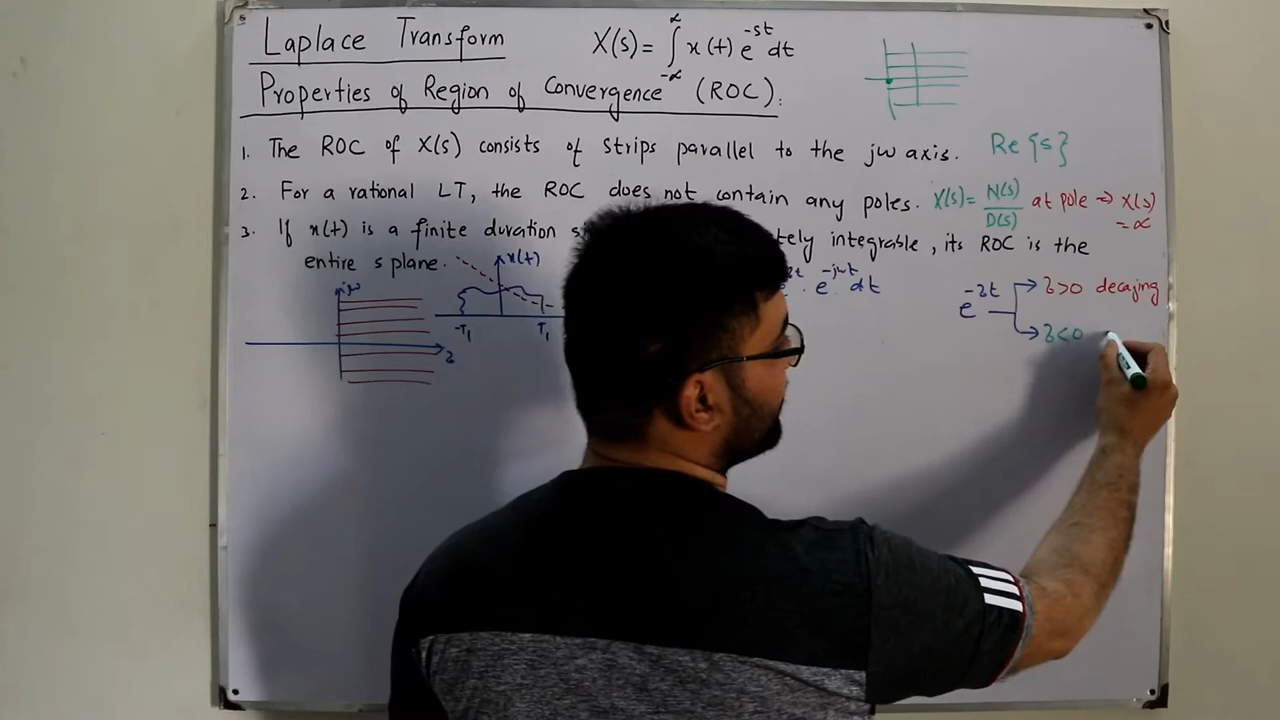 Laplace Transform X(s) = ∫ x(t) e^-st dt
∝
-∝
Properties of Region of Convergence (ROC).
1. The ROC of X(s) consists of strips parallel to the jω axis. Re{s}
2. For a rational LT, the ROC does not contain any poles. X(s) = N(s)/D(s) at pole ⇒ X(s) = ∝
3. If x(t) is a finite duration integrable, its ROC is the
entire s plane.
x(t)
jω
σ
-T1 T1
e^-jωt dt
e^-σt
σ>0 decaying
σ<0